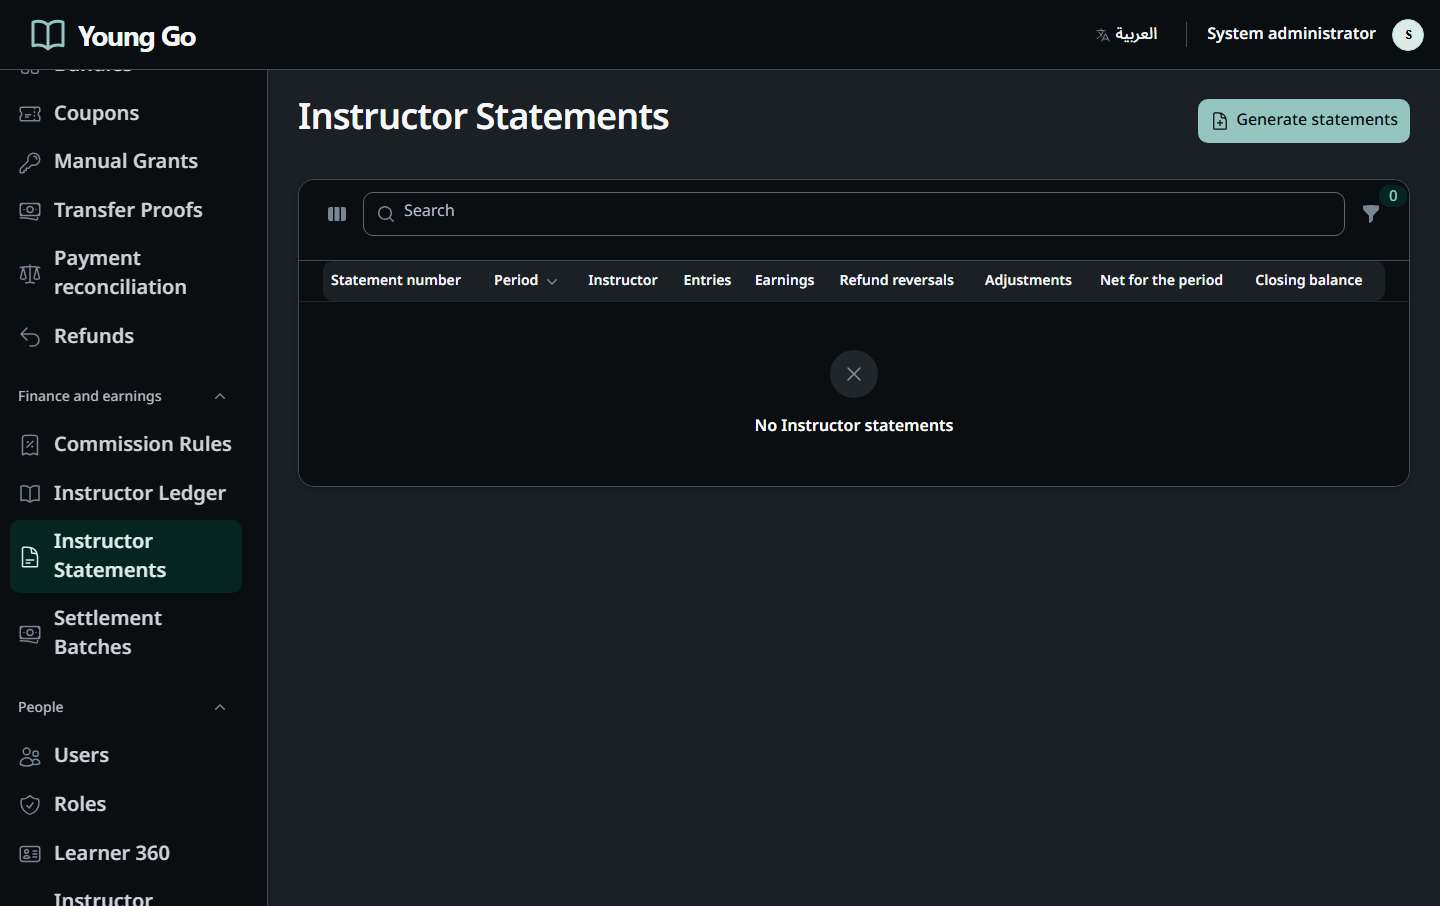 Young Go
العربية
System administrator
S
Bundles
Coupons
Manual Grants
Transfer Proofs
Payment
reconciliation
Refunds
Finance and earnings
Commission Rules
Instructor Ledger
Instructor
Statements
Settlement
Batches
People
Users
Roles
Learner 360
Instructor
Instructor Statements
Generate statements
Search
0
Statement number Period Instructor Entries Earnings Refund reversals Adjustments Net for the period Closing balance
No Instructor statements